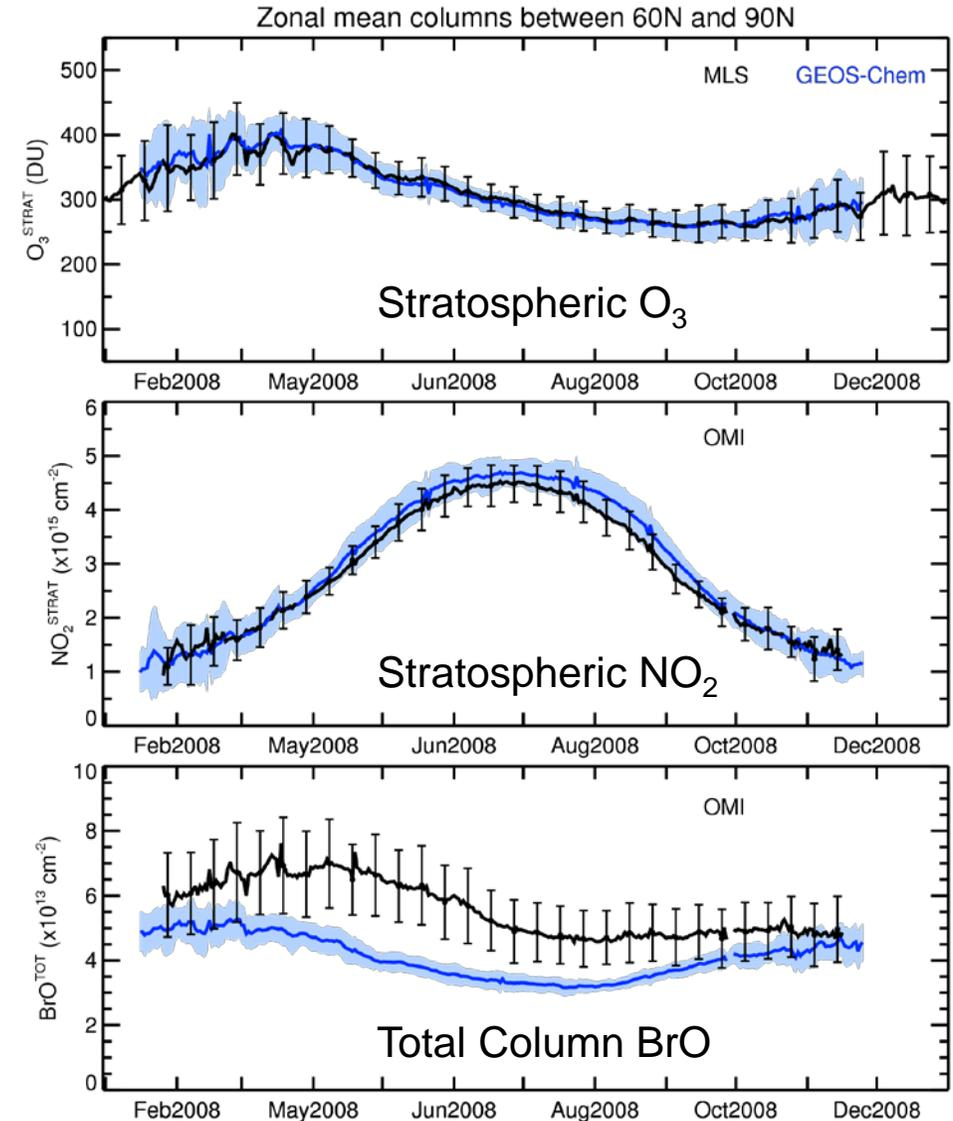 Zonal mean columns between 60N and 90N
MLS GEOS-Chem
O₃ˢᵀᴿᴬᵀ (DU)
500
400
300
200
100
Stratospheric O₃
Feb2008 May2008 Jun2008 Aug2008 Oct2008 Dec2008
OMI
NO₂ˢᵀᴿᴬᵀ (x10¹⁵ cm⁻²)
6
5
4
3
2
1
0
Stratospheric NO₂
Feb2008 May2008 Jun2008 Aug2008 Oct2008 Dec2008
OMI
BrOᵀᴼᵀ (x10¹³ cm⁻²)
10
8
6
4
2
0
Total Column BrO
Feb2008 May2008 Jun2008 Aug2008 Oct2008 Dec2008